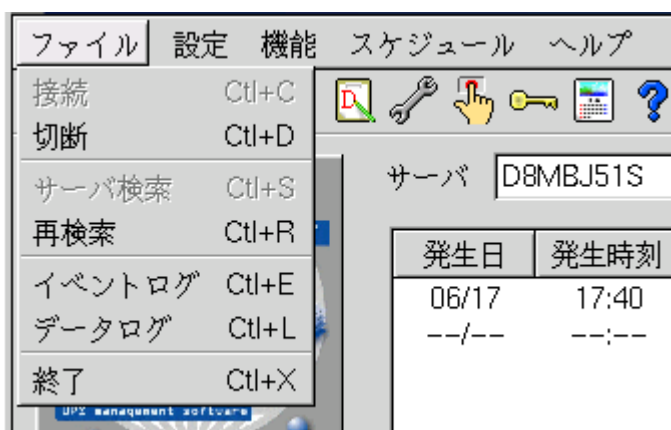 ファイル 設定 機能 スケジュール ヘルプ
接続 Ctl+C
切断 Ctl+D
サーバ検索 Ctl+S
再検索 Ctl+R
イベントログ Ctl+E
データログ Ctl+L
終了 Ctl+X
D
サーバ D8MBJ51S
発生日 発生時刻
06/17 17:40
--/-- --:--
UPS management software